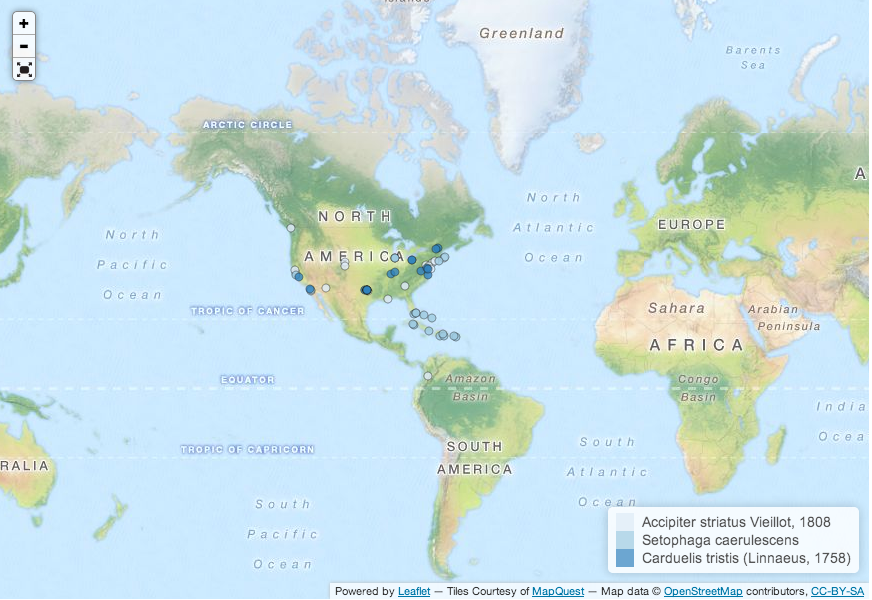 Islands
+
-
Greenland
Barents
Sea
ARCTIC CIRCLE
A
North
Atlantic
Ocean
NORTH
AMERICA
EUROPE
North
Pacific
Ocean
Sahara
Arabian
Peninsula
TROPIC OF CANCER
AFRICA
EQUATOR
Amazon
Basin
Congo
Basin
India
Ocea
TROPIC OF CAPRICORN
SOUTH
AMERICA
South
Atlantic
Ocean
RALIA
South
Pacific
Ocean
Accipiter striatus Vieillot, 1808
Setophaga caerulescens
Carduelis tristis (Linnaeus, 1758)
Powered by Leaflet — Tiles Courtesy of MapQuest — Map data © OpenStreetMap contributors, CC-BY-SA